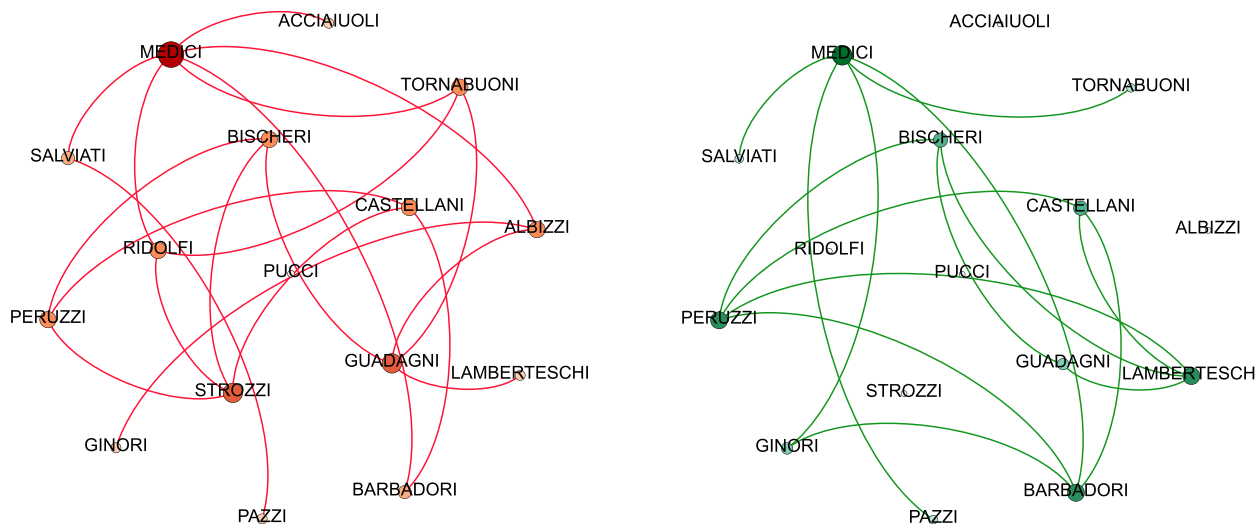 ACCIAIUOLI
MEDICI
TORNABUONI
BISCHERI
SALVIATI
CASTELLANI
ALBIZZI
RIDOLFI
PUCCI
PERUZZI
GUADAGNI
LAMBERTESCHI
STROZZI
GINORI
BARBADORI
PAZZI
ACCIAIUOLI
MEDICI
TORNABUONI
BISCHERI
SALVIATI
CASTELLANI
ALBIZZI
RIDOLFI
PUCCI
PERUZZI
GUADAGNI
LAMBERTESCH
STROZZI
GINORI
BARBADORI
PAZZI